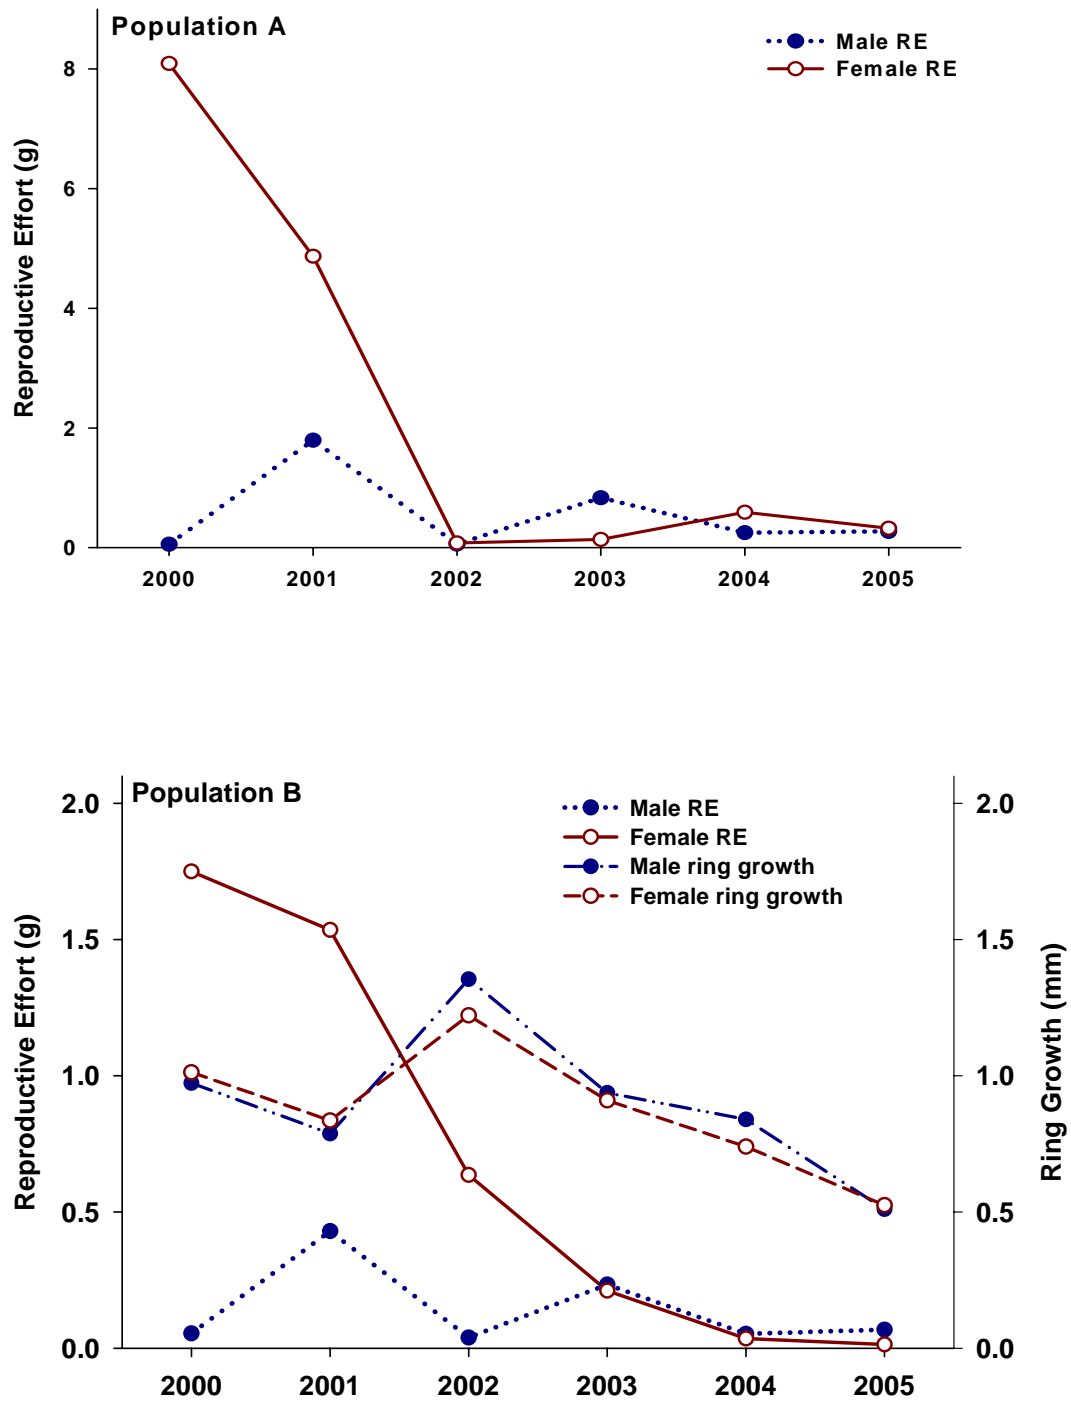 Population A
Male RE
Female RE
Reproductive Effort (g)
8
6
4
2
0
2000 2001 2002 2003 2004 2005
Population B
Male RE
Female RE
Male ring growth
Female ring growth
Reproductive Effort (g)
2.0
1.5
1.0
0.5
0.0
2.0
1.5
1.0
0.5
0.0
Ring Growth (mm)
2000 2001 2002 2003 2004 2005